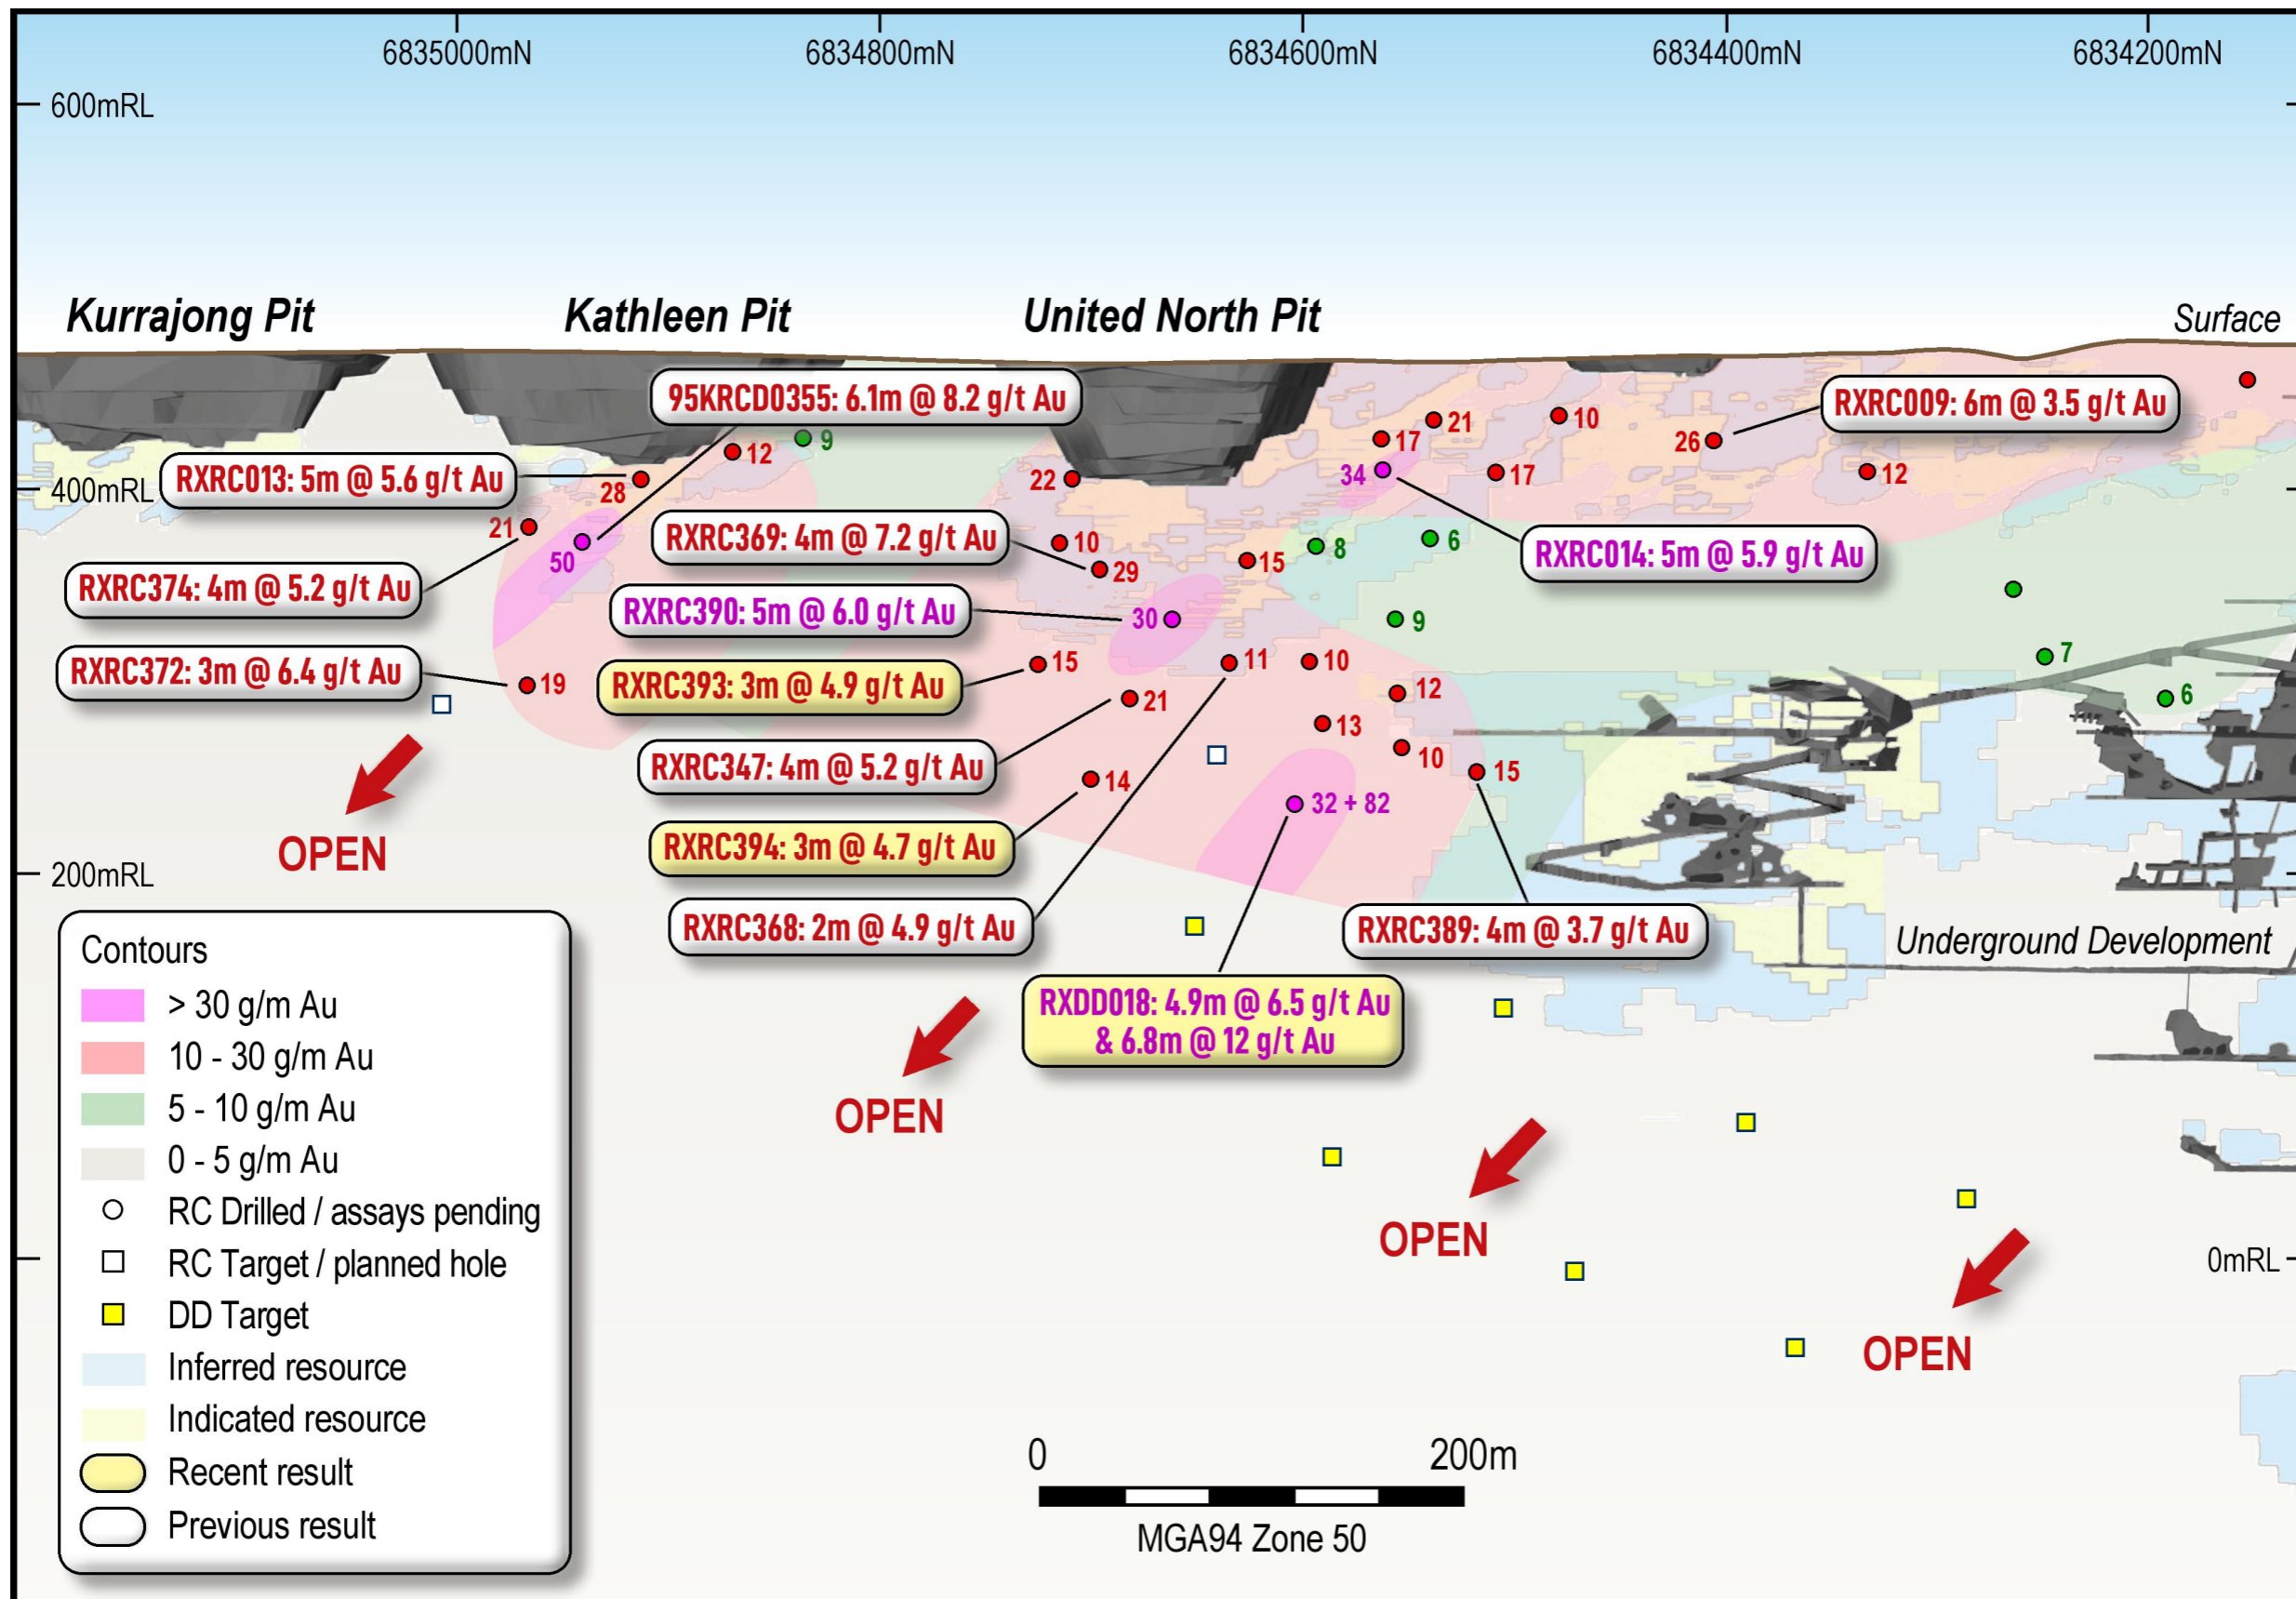 6835000mN 6834800mN 6834600mN 6834400mN 6834200mN
600mRL
Kurrajong Pit Kathleen Pit United North Pit Surface
95KRCD0355: 6.1m @ 8.2 g/t Au
RXRC009: 6m @ 3.5 g/t Au
21
10
17
9
26
12
RXRC013: 5m @ 5.6 g/t Au
34
17
12
22
28
400mRL
21
RXRC369: 4m @ 7.2 g/t Au
10
8
6
RXRC014: 5m @ 5.9 g/t Au
50
15
29
RXRC374: 4m @ 5.2 g/t Au
RXRC390: 5m @ 6.0 g/t Au
30
9
7
RXRC372: 3m @ 6.4 g/t Au
19
RXRC393: 3m @ 4.9 g/t Au
15
11
10
12
6
21
13
10
RXRC347: 4m @ 5.2 g/t Au
14
15
32 + 82
OPEN
RXRC394: 3m @ 4.7 g/t Au
200mRL
RXRC368: 2m @ 4.9 g/t Au
RXRC389: 4m @ 3.7 g/t Au
Underground Development
RXDD018: 4.9m @ 6.5 g/t Au
& 6.8m @ 12 g/t Au
OPEN
OPEN
0mRL
OPEN
Contours
> 30 g/m Au
10 - 30 g/m Au
5 - 10 g/m Au
0 - 5 g/m Au
RC Drilled / assays pending
RC Target / planned hole
DD Target
Inferred resource
Indicated resource
Recent result
Previous result
0 200m
MGA94 Zone 50